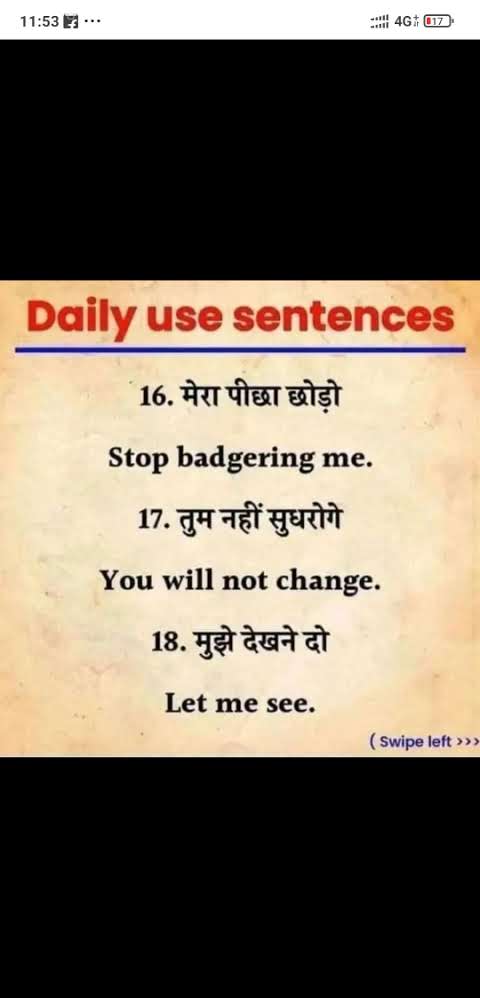 11:53 ...
4G 17
Daily use sentences
16. मेरा पीछा छोड़ो
Stop badgering me.
17. तुम नहीं सुधरोगे
You will not change.
18. मुझे देखने दो
Let me see.
( Swipe left >>>